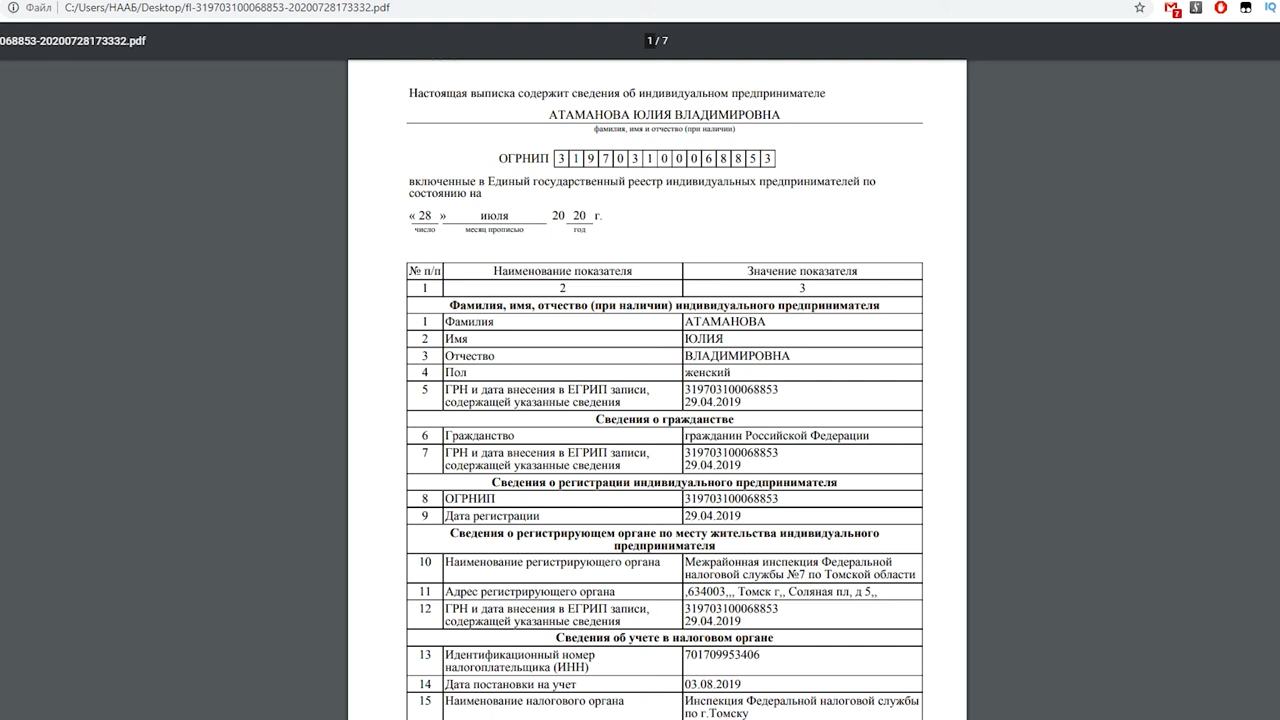 Файл C:/Users/НААБ/Desktop/fl-319703100068853-20200728173332.pdf
7
IQ
068853-20200728173332.pdf
1 / 7
Настоящая выписка содержит сведения об индивидуальном предпринимателе
АТАМАНОВА ЮЛИЯ ВЛАДИМИРОВНА
фамилия, имя и отчество (при наличии)
ОГРНИП 3 1 9 7 0 3 1 0 0 0 6 8 8 5 3
включенные в Единый государственный реестр индивидуальных предпринимателей по
состоянию на
« 28 » июля 20 20 г.
число месяц прописью год
№ п/п Наименование показателя Значение показателя
1 2 3
Фамилия, имя, отчество (при наличии) индивидуального предпринимателя
1 Фамилия АТАМАНОВА
2 Имя ЮЛИЯ
3 Отчество ВЛАДИМИРОВНА
4 Пол женский
5 ГРН и дата внесения в ЕГРИП записи, 319703100068853
содержащей указанные сведения 29.04.2019
Сведения о гражданстве
6 Гражданство гражданин Российской Федерации
7 ГРН и дата внесения в ЕГРИП записи, 319703100068853
содержащей указанные сведения 29.04.2019
Сведения о регистрации индивидуального предпринимателя
8 ОГРНИП 319703100068853
9 Дата регистрации 29.04.2019
Сведения о регистрирующем органе по месту жительства индивидуального
предпринимателя
10 Наименование регистрирующего органа Межрайонная инспекция Федеральной
налоговой службы №7 по Томской области
11 Адрес регистрирующего органа ,634003,,, Томск г,, Соляная пл, д 5,,
12 ГРН и дата внесения в ЕГРИП записи, 319703100068853
содержащей указанные сведения 29.04.2019
Сведения об учете в налоговом органе
13 Идентификационный номер 701709953406
налогоплательщика (ИНН)
14 Дата постановки на учет 03.08.2019
15 Наименование налогового органа Инспекция Федеральной налоговой службы
по г.Томску